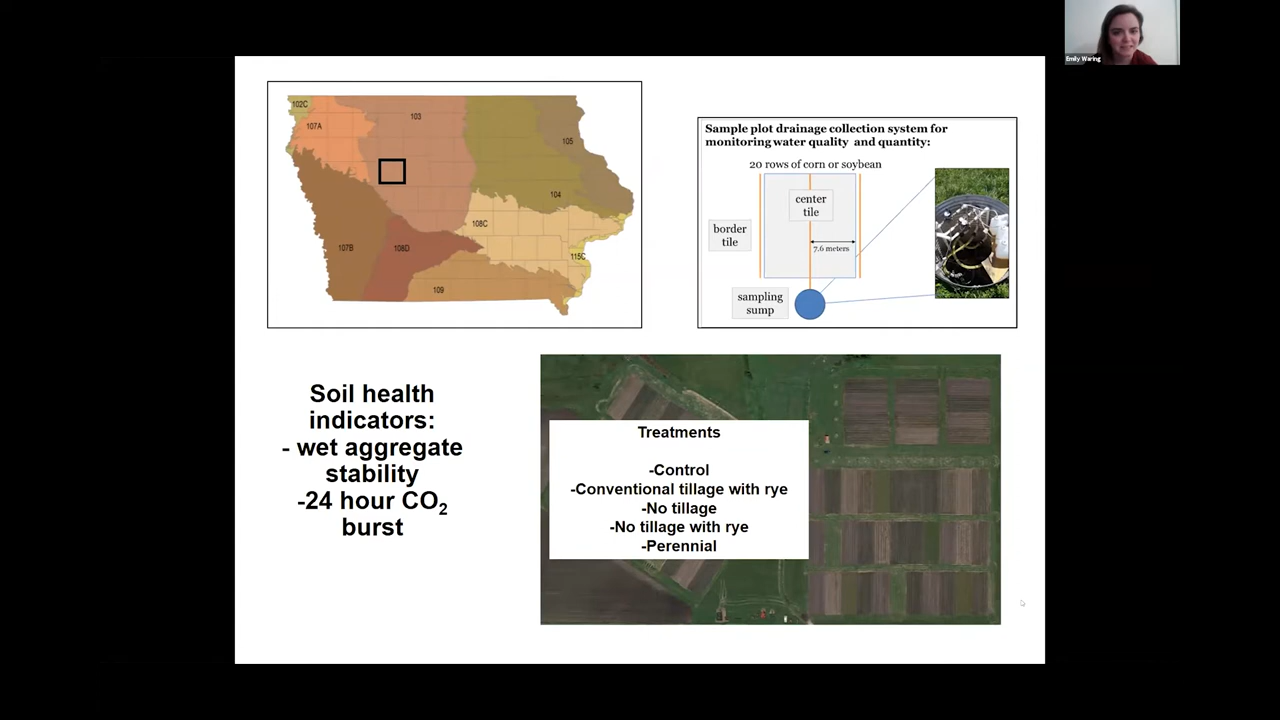 Emily Waring
102C
103
107A
105
104
108C
107B
108D
115C
109
Sample plot drainage collection system for
monitoring water quality and quantity:
20 rows of corn or soybean
center
tile
border
tile
7.6 meters
sampling
sump
Soil health
indicators:
- wet aggregate
stability
-24 hour CO2
burst
Treatments
-Control
-Conventional tillage with rye
-No tillage
-No tillage with rye
-Perennial